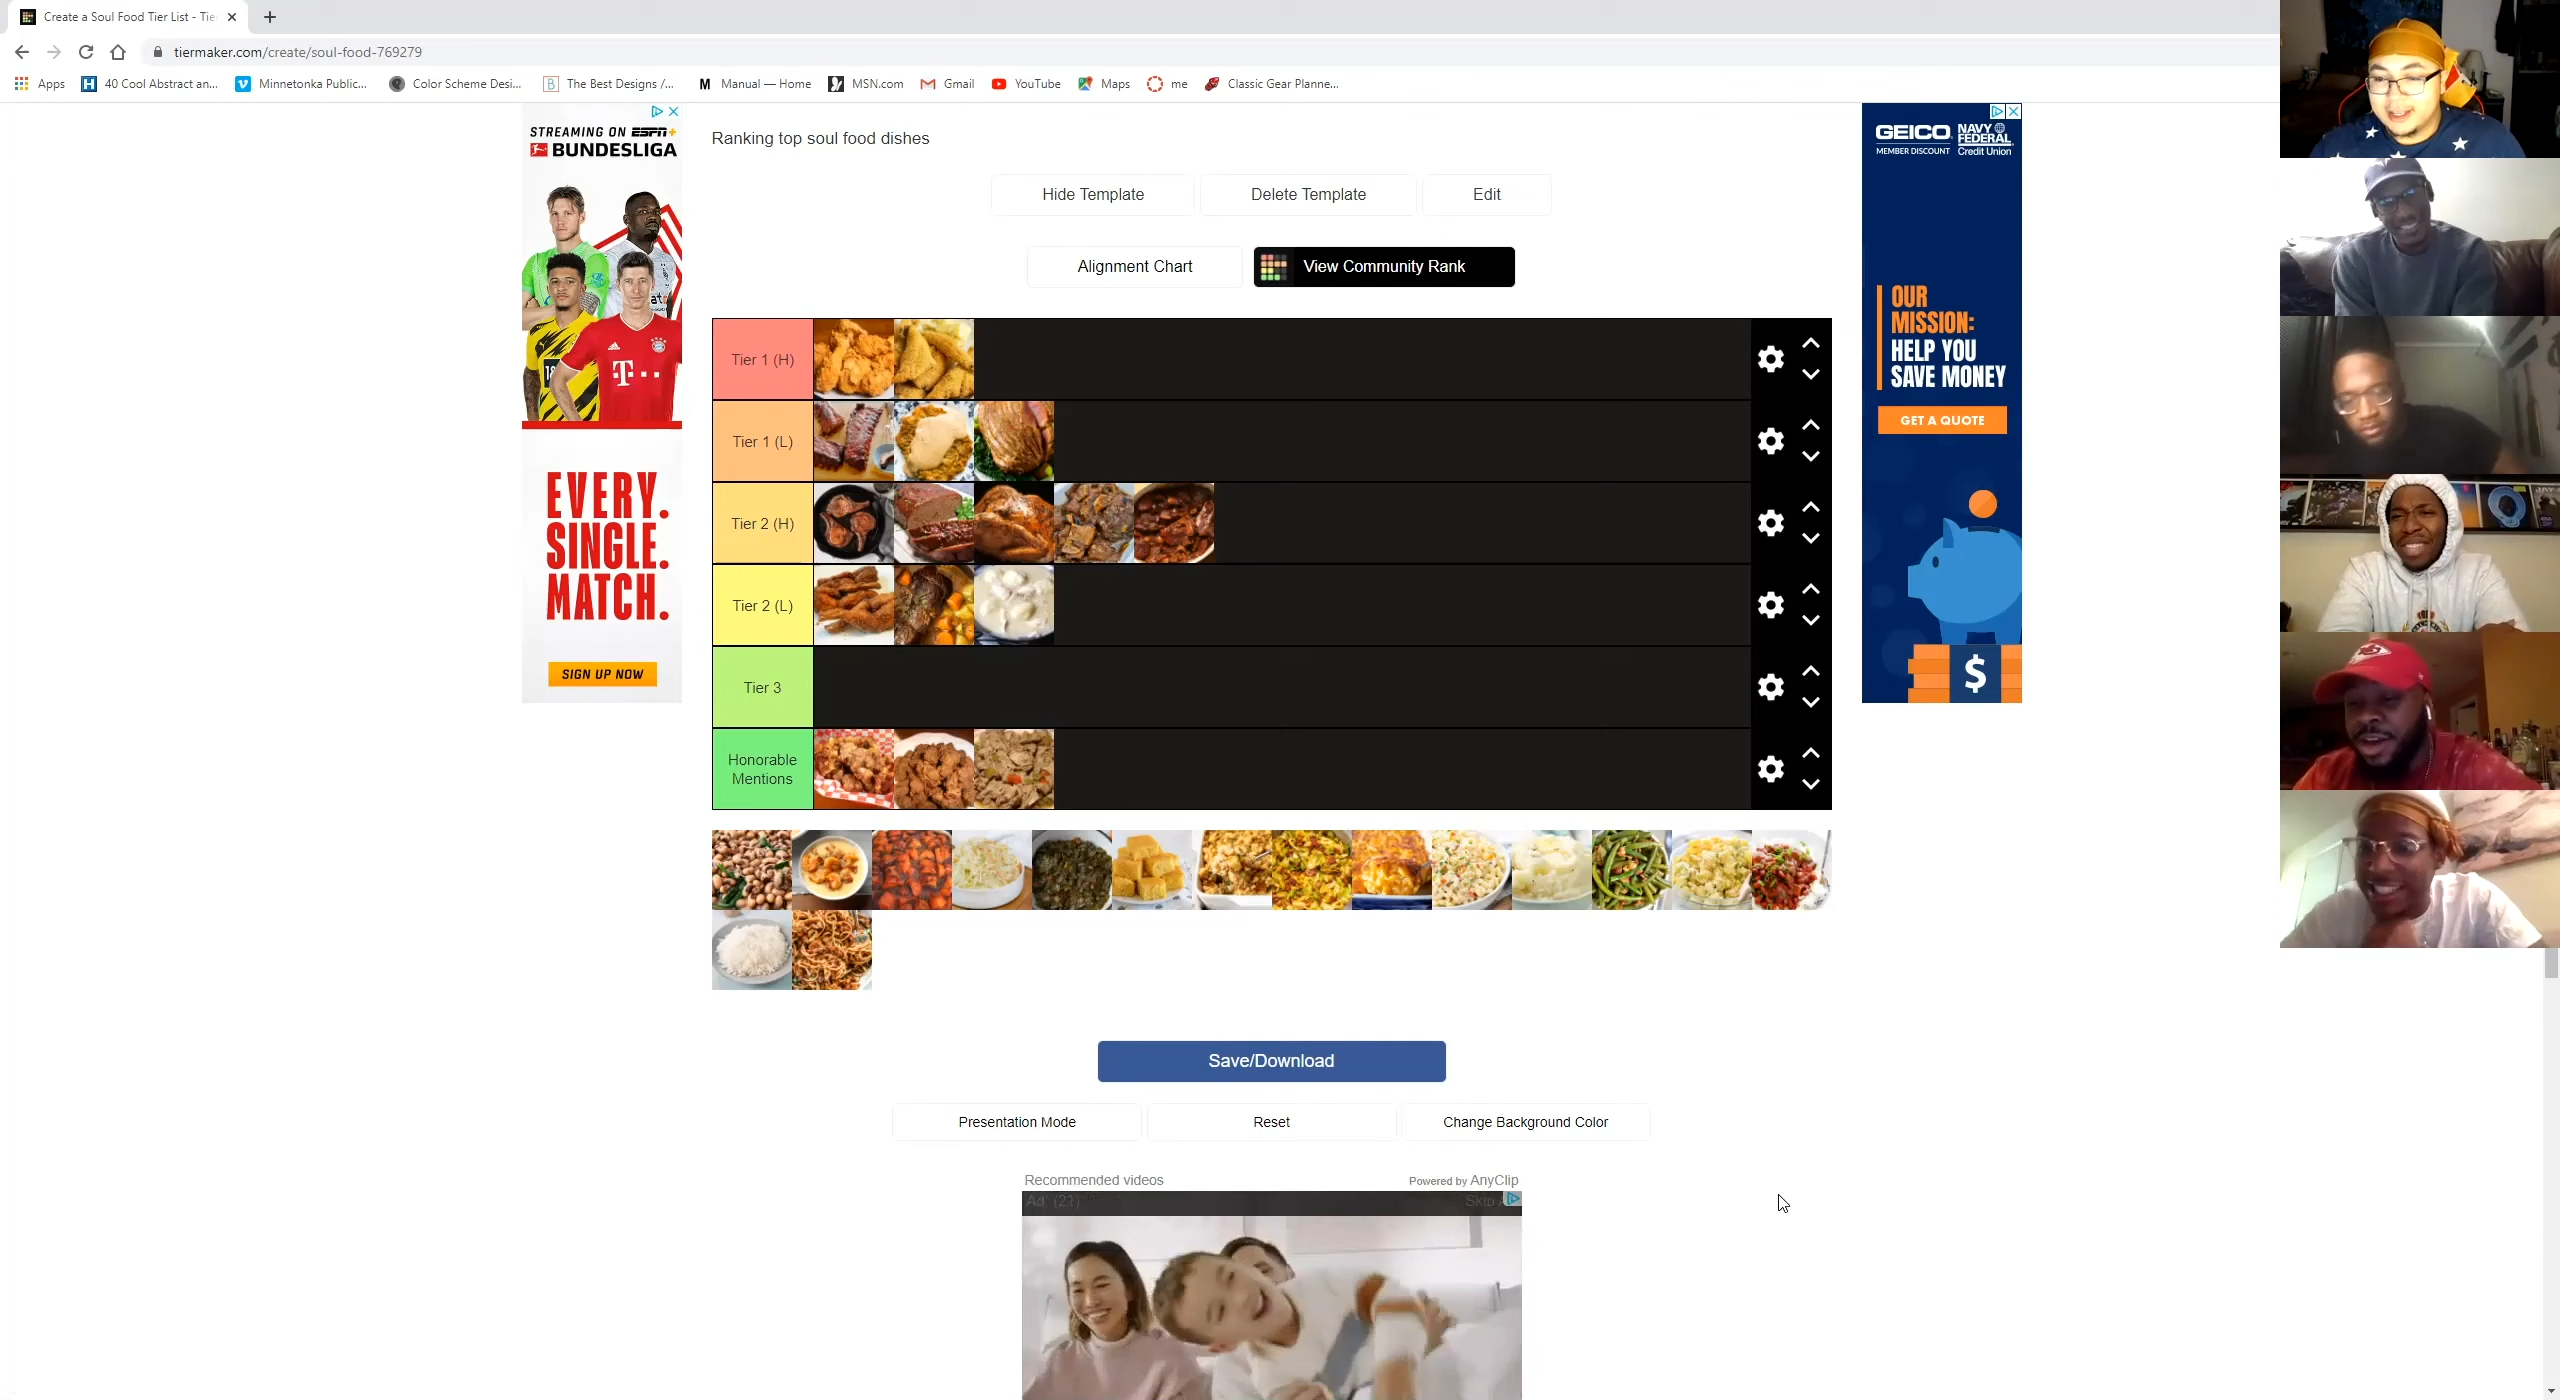 Create a Soul Food Tier List - Tie
tiermaker.com/create/soul-food-769279
Apps
40 Cool Abstract an...
Minnetonka Public...
Color Scheme Desi...
The Best Designs /...
M
Manual — Home
MSN.com
Gmail
YouTube
Maps
me
Classic Gear Planne...
STREAMING ON ESPN+
BUNDESLIGA
EVERY.
SINGLE.
MATCH.
SIGN UP NOW
Ranking top soul food dishes
Hide Template
Delete Template
Edit
Alignment Chart
View Community Rank
Tier 1 (H)
Tier 1 (L)
Tier 2 (H)
Tier 2 (L)
Tier 3
Honorable
Mentions
Save/Download
Presentation Mode
Reset
Change Background Color
Recommended videos
Powered by AnyClip
Ad (21)
Skip
GEICO
MEMBER DISCOUNT
NAVY
FEDERAL
Credit Union
OUR
MISSION:
HELP YOU
SAVE MONEY
GET A QUOTE
$